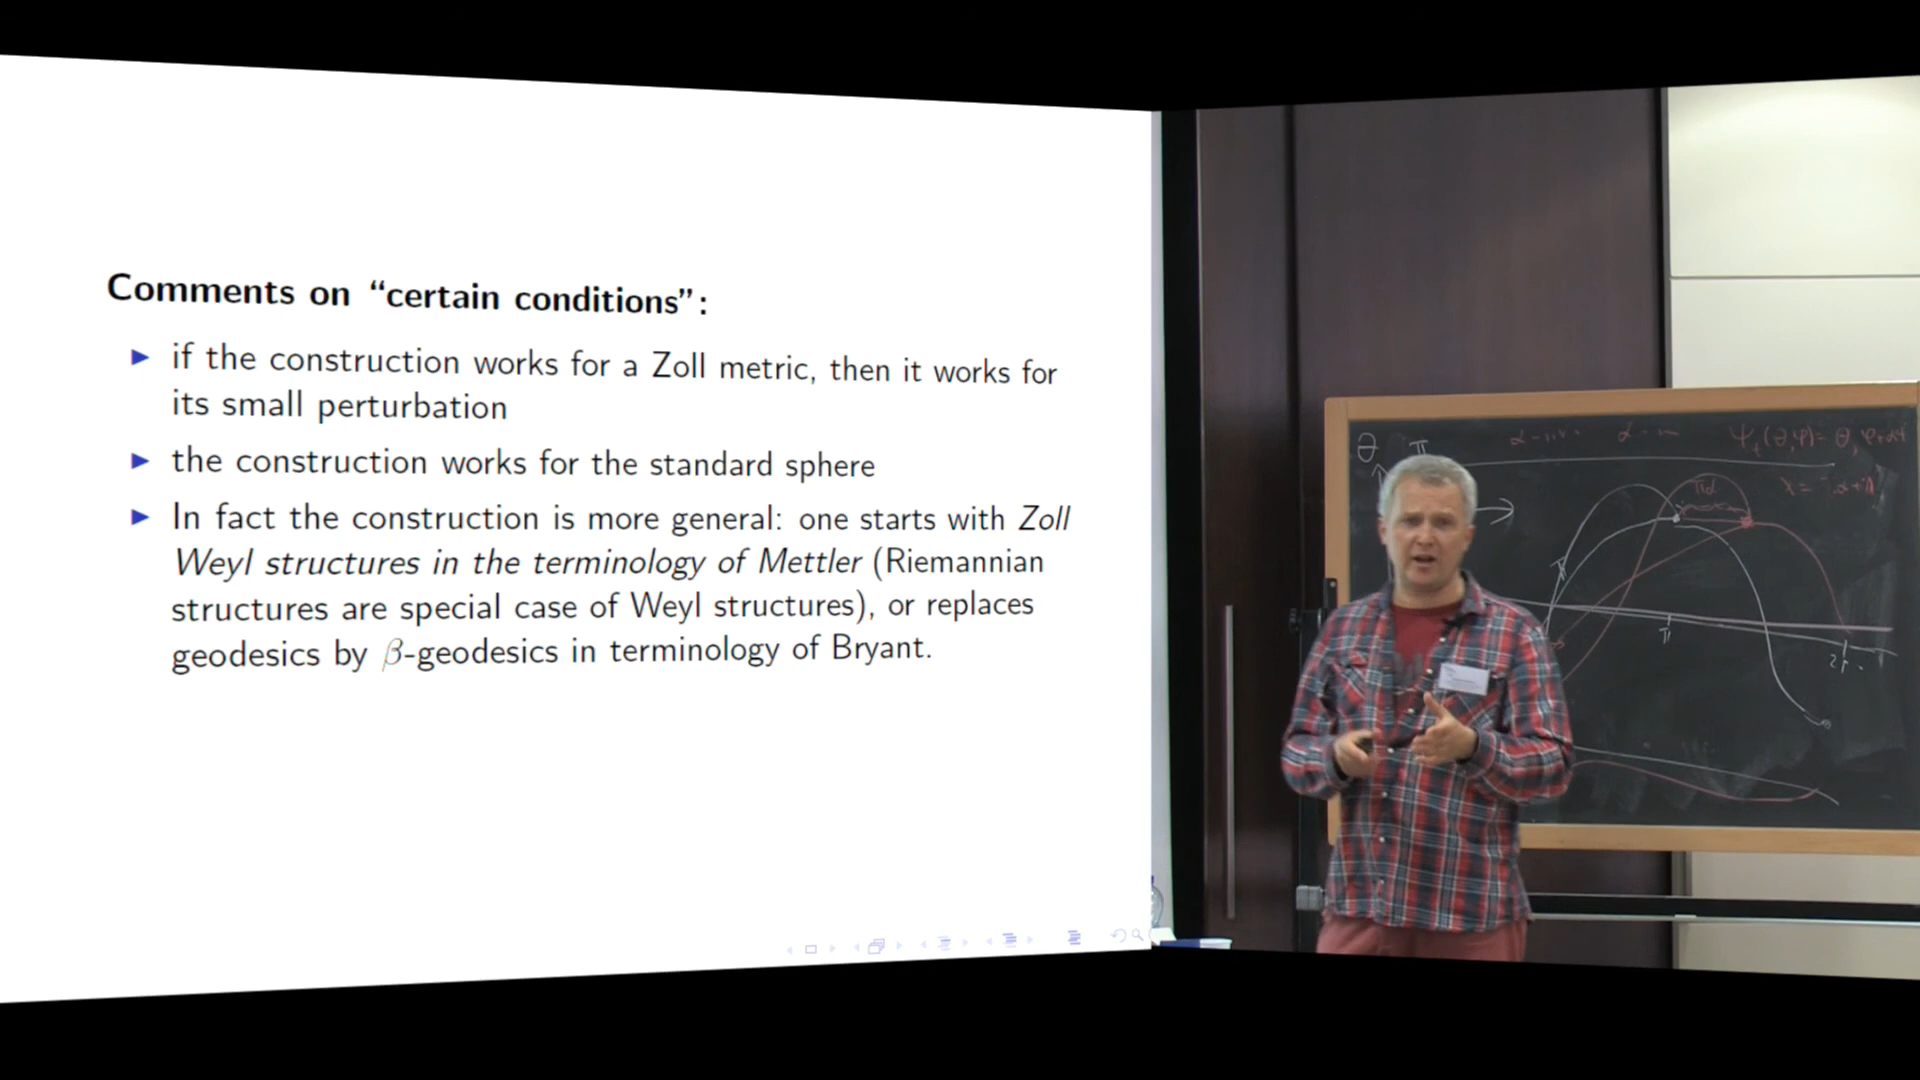 Comments on “certain conditions”:
▶ if the construction works for a Zoll metric, then it works for
its small perturbation
▶ the construction works for the standard sphere
▶ In fact the construction is more general: one starts with Zoll
Weyl structures in the terminology of Mettler (Riemannian
structures are special case of Weyl structures), or replaces
geodesics by β-geodesics in terminology of Bryant.
θ π
π